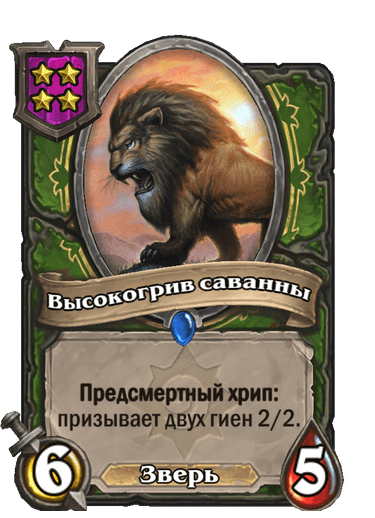 Высокогрив саванны
Предсмертный хрип:
призывает двух гиен 2/2.
6
Зверь
5